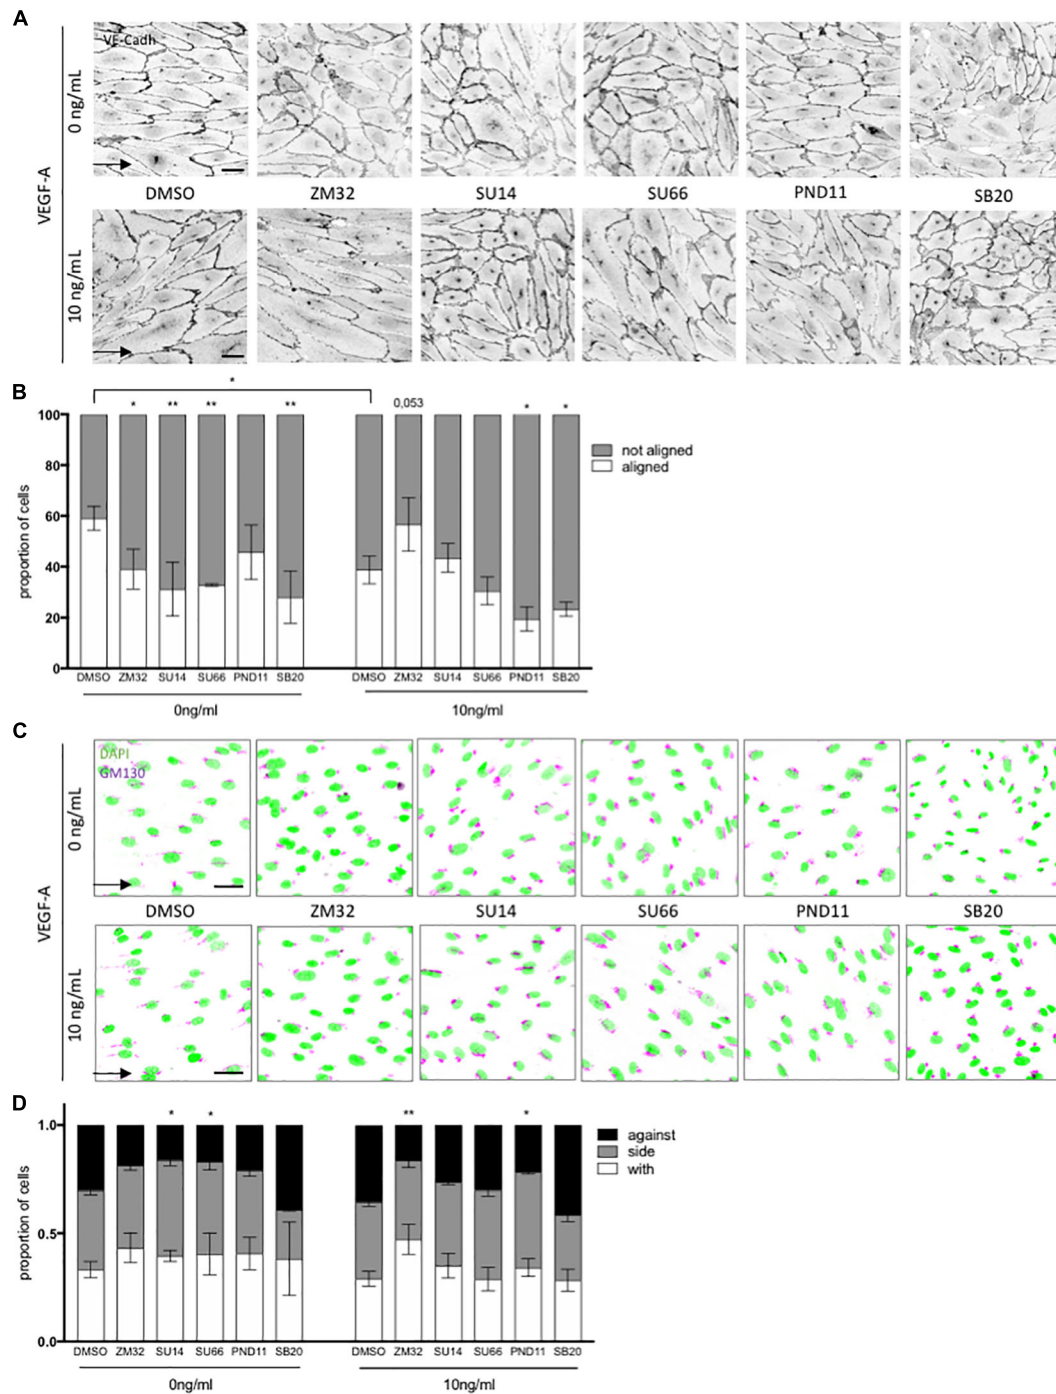 A
VEGF-A
0 ng/mL
VE-Cadh
DMSO ZM32 SU14 SU66 PND11 SB20
10 ng/mL
B
*
* ** ** ** 0,053 * *
proportion of cells
100
80
60
40
20
0
not aligned
aligned
DMSO ZM32 SU14 SU66 PND11 SB20 DMSO ZM32 SU14 SU66 PND11 SB20
0ng/ml 10ng/ml
C
VEGF-A
0 ng/mL
DAPI
GM130
DMSO ZM32 SU14 SU66 PND11 SB20
10 ng/mL
D
* * ** *
proportion of cells
1.0
0.5
0.0
against
side
with
DMSO ZM32 SU14 SU66 PND11 SB20 DMSO ZM32 SU14 SU66 PND11 SB20
0ng/ml 10ng/ml